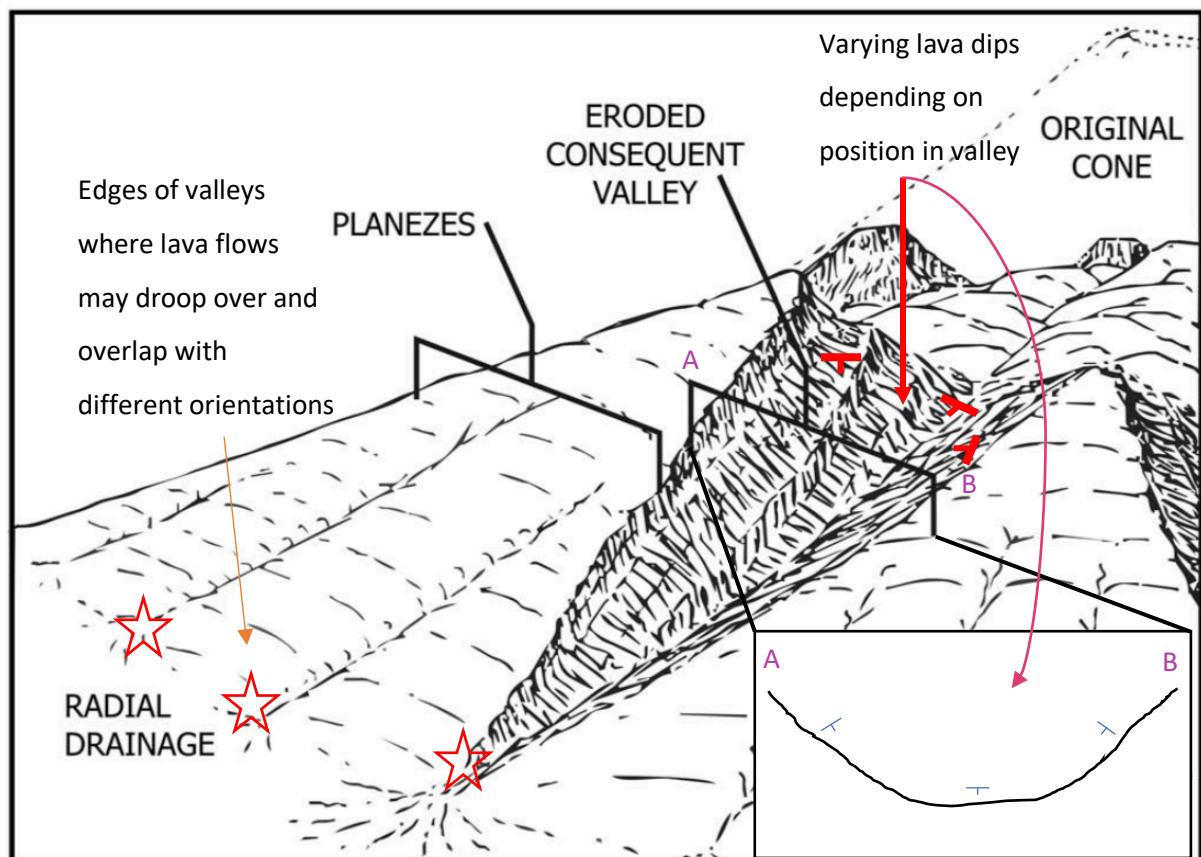 Varying lava dips
depending on
position in valley
ORIGINAL
CONE
ERODED
CONSEQUENT
VALLEY
Edges of valleys
where lava flows
may droop over and
overlap with
different orientations
PLANEZES
A
B
RADIAL
DRAINAGE
A
B